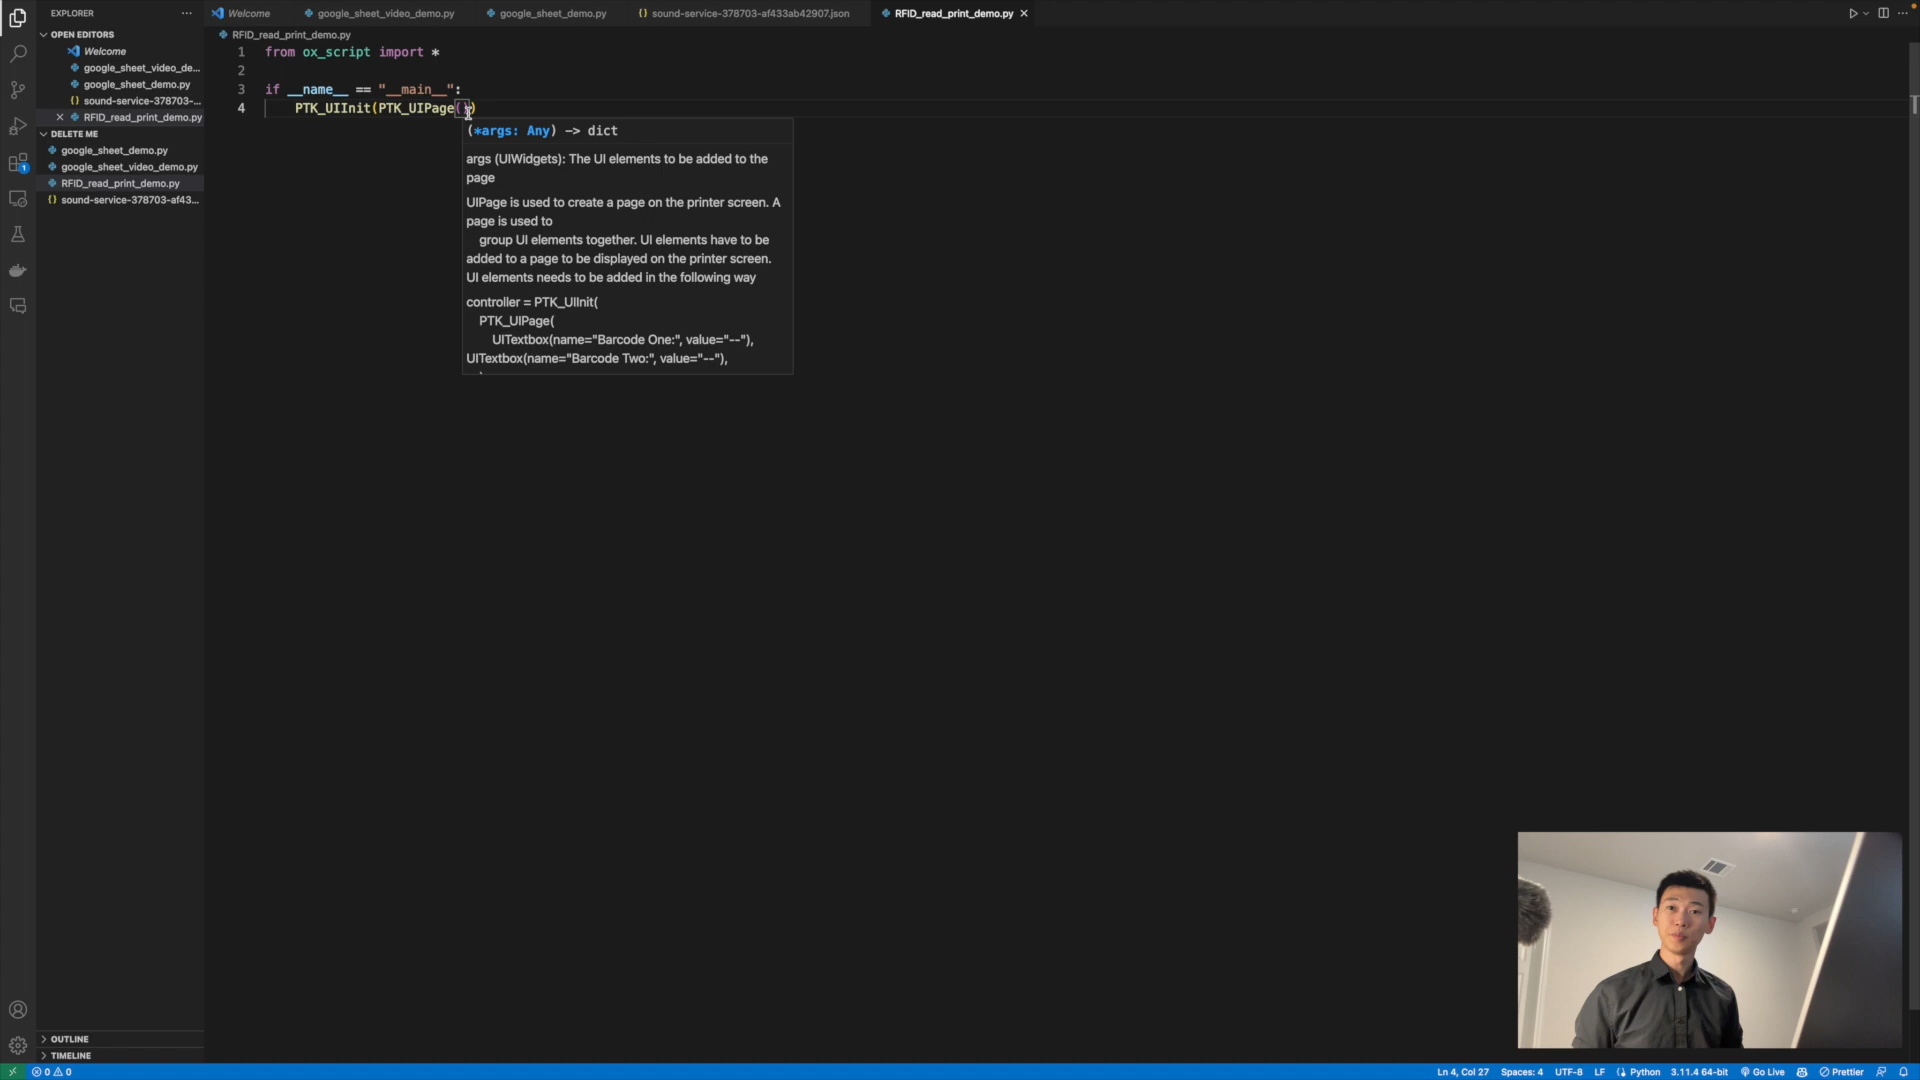 EXPLORER
OPEN EDITORS
Welcome
google_sheet_video_de...
google_sheet_demo.py
sound-service-378703-...
RFID_read_print_demo.py
DELETE ME
google_sheet_demo.py
google_sheet_video_demo.py
RFID_read_print_demo.py
sound-service-378703-af43...
1
OUTLINE
TIMELINE
Welcome
google_sheet_video_demo.py
google_sheet_demo.py
sound-service-378703-af433ab42907.json
RFID_read_print_demo.py
RFID_read_print_demo.py
1 from ox_script import *
2
3 if __name__ == "__main__":
4 PTK_UIInit(PTK_UIPage())
(*args: Any) -> dict
args (UIWidgets): The UI elements to be added to the
page
UIPage is used to create a page on the printer screen. A
page is used to
group UI elements together. UI elements have to be
added to a page to be displayed on the printer screen.
UI elements needs to be added in the following way
controller = PTK_UIInit(
PTK_UIPage(
UITextbox(name="Barcode One:", value="--"),
UITextbox(name="Barcode Two:", value="--"),
0 0
Ln 4, Col 27
Spaces: 4
UTF-8
LF
Python
3.11.4 64-bit
Go Live
Prettier